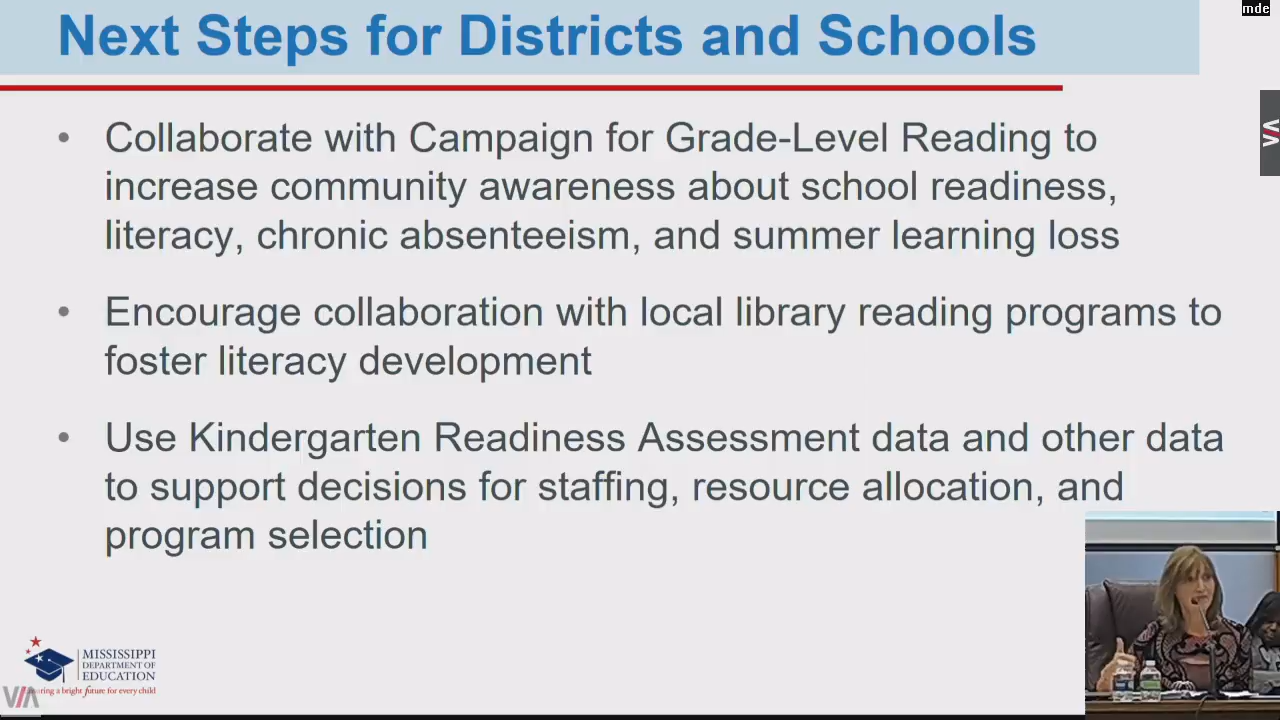 mde
Next Steps for Districts and Schools
• Collaborate with Campaign for Grade-Level Reading to
increase community awareness about school readiness,
literacy, chronic absenteeism, and summer learning loss
• Encourage collaboration with local library reading programs to
foster literacy development
• Use Kindergarten Readiness Assessment data and other data
to support decisions for staffing, resource allocation, and
program selection
MISSISSIPPI
DEPARTMENT OF
EDUCATION
a bright future for every child
VIA